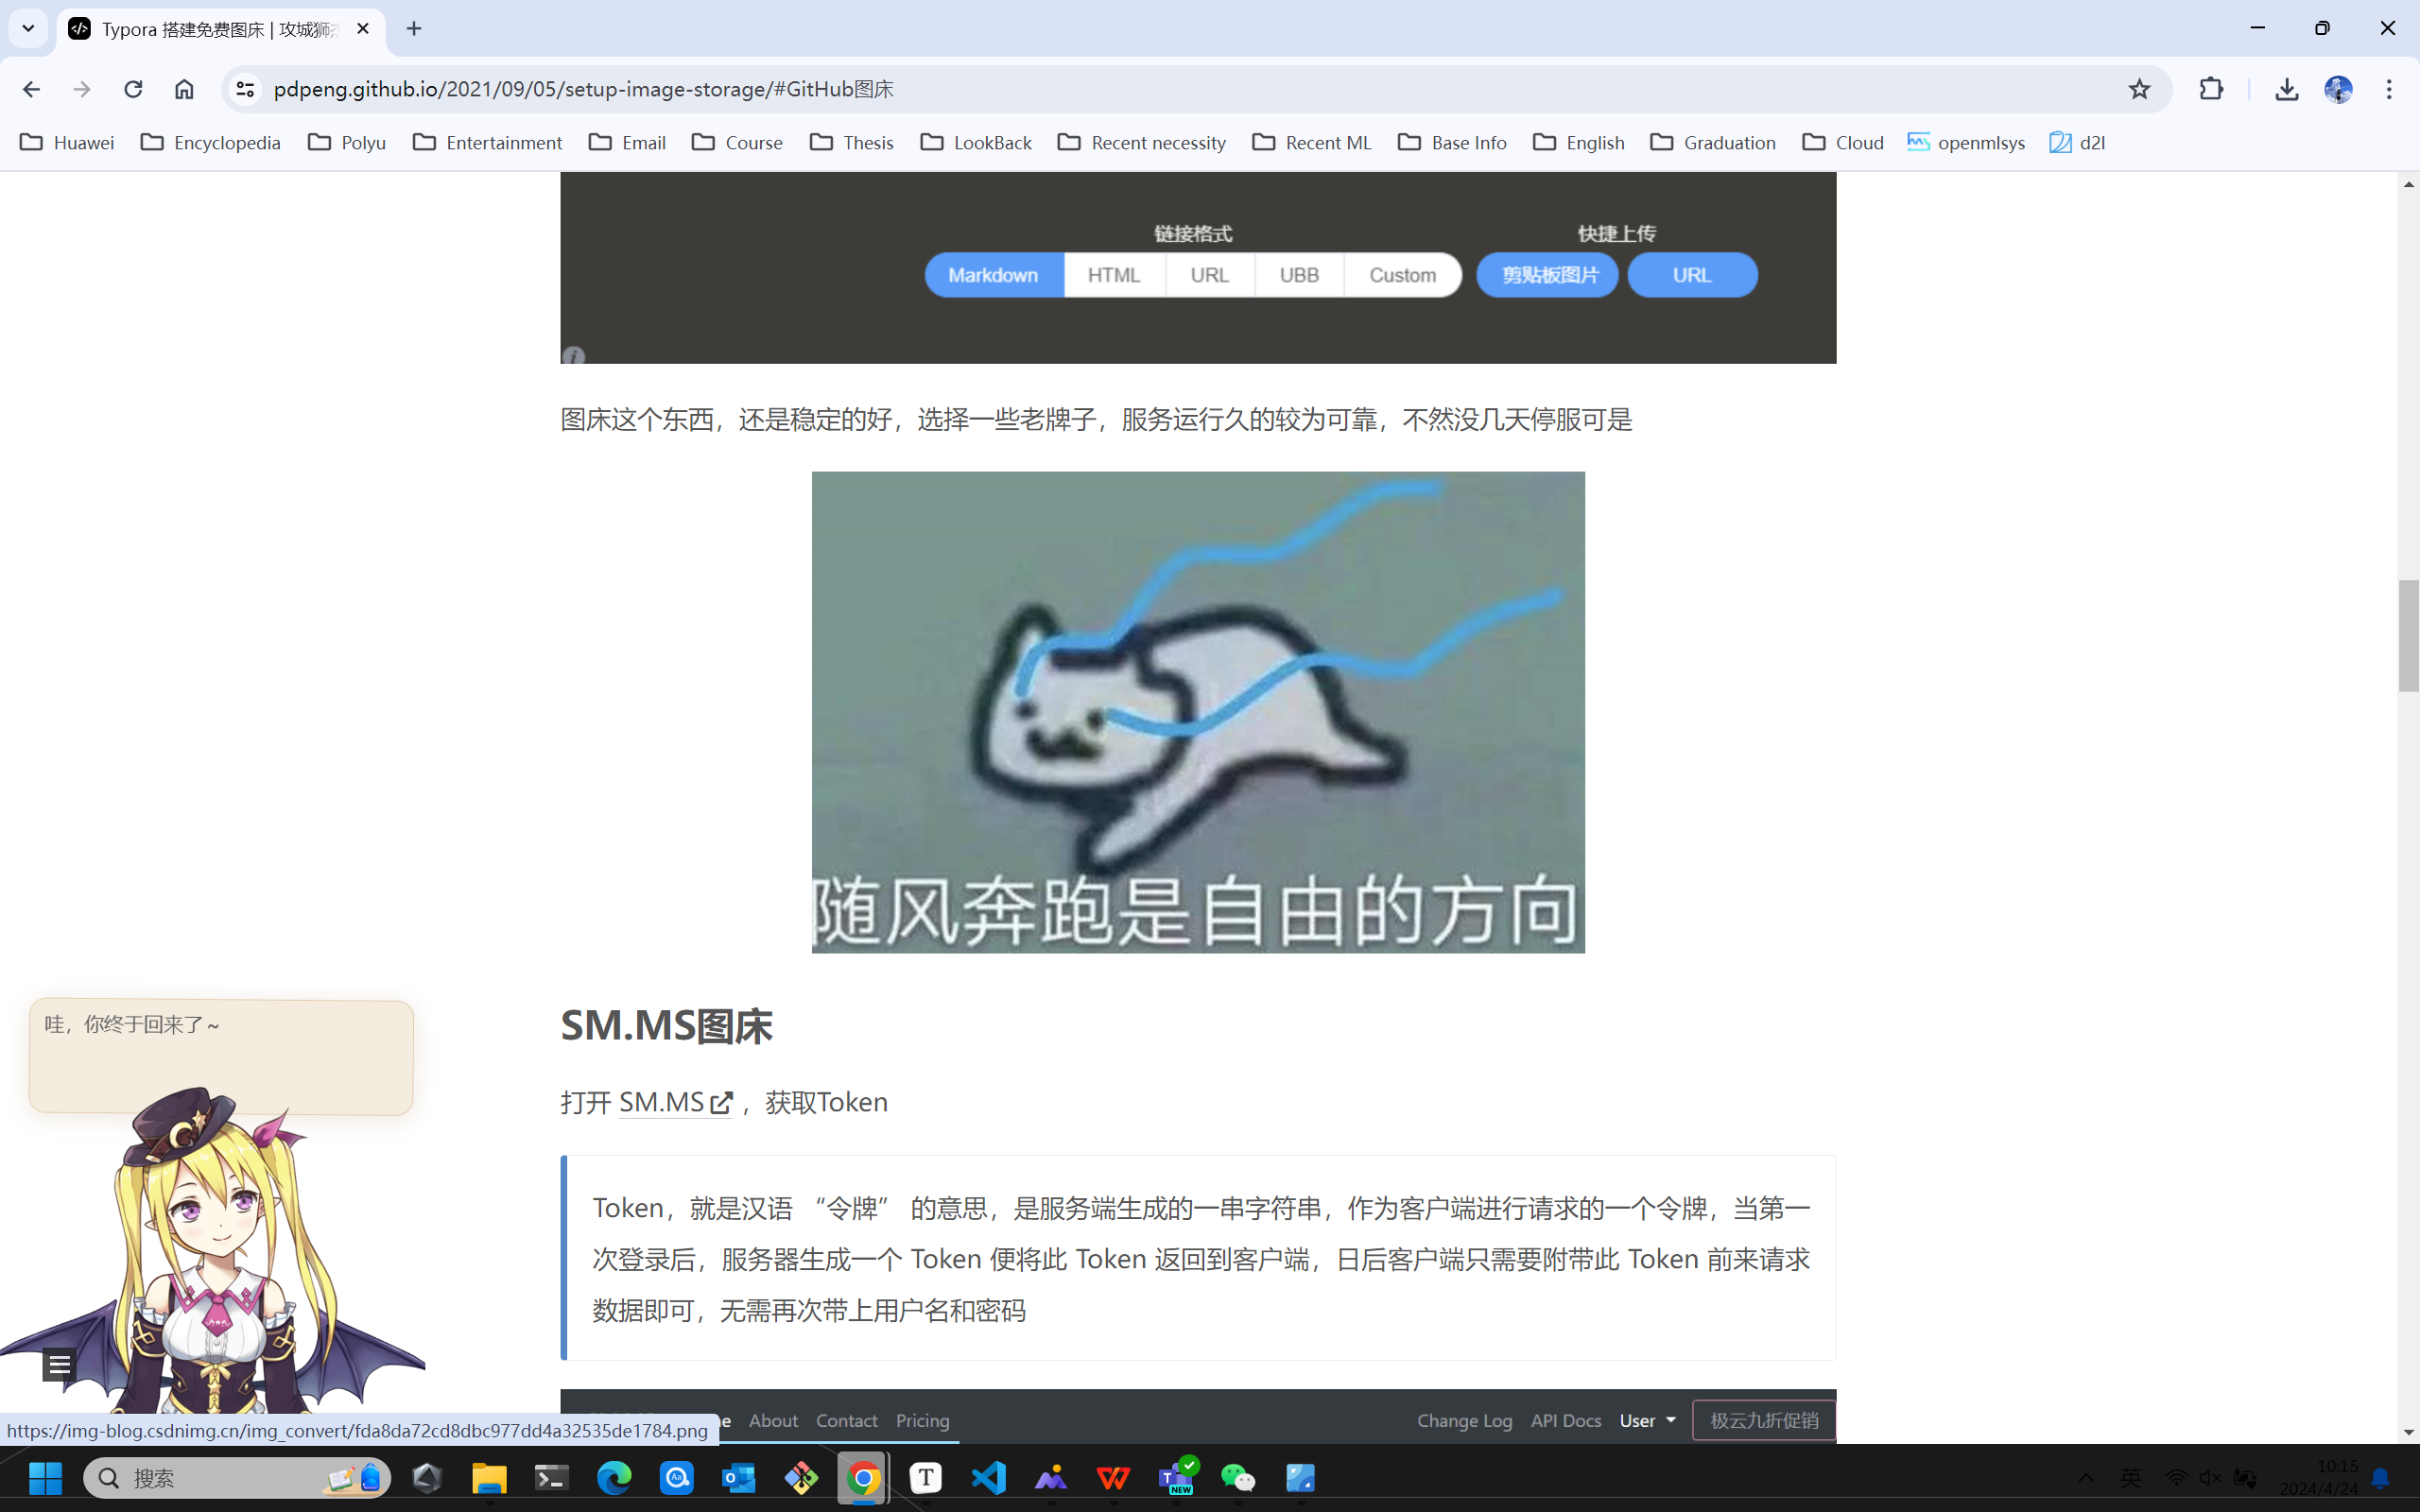 Typora 搭建免费图床 | 攻城狮
pdpeng.github.io/2021/09/05/setup-image-storage/#GitHub图床
Huawei Encyclopedia Polyu Entertainment Email Course Thesis LookBack Recent necessity Recent ML Base Info English Graduation Cloud openmlsys d2l
链接格式 快捷上传
Markdown HTML URL UBB Custom 剪贴板图片 URL
图床这个东西，还是稳定的好，选择一些老牌子，服务运行久的较为可靠，不然没几天停服可是
随风奔跑是自由的方向
哇，你终于回来了～
SM.MS图床
打开 SM.MS ，获取Token
Token，就是汉语 “令牌” 的意思，是服务端生成的一串字符串，作为客户端进行请求的一个令牌，当第一
次登录后，服务器生成一个 Token 便将此 Token 返回到客户端，日后客户端只需要附带此 Token 前来请求
数据即可，无需再次带上用户名和密码
About Contact Pricing Change Log API Docs User 极云九折促销
https://img-blog.csdnimg.cn/img_convert/fda8da72cd8dbc977dd4a32535de1784.png
搜索
NEW
英
10:15
2024/4/24